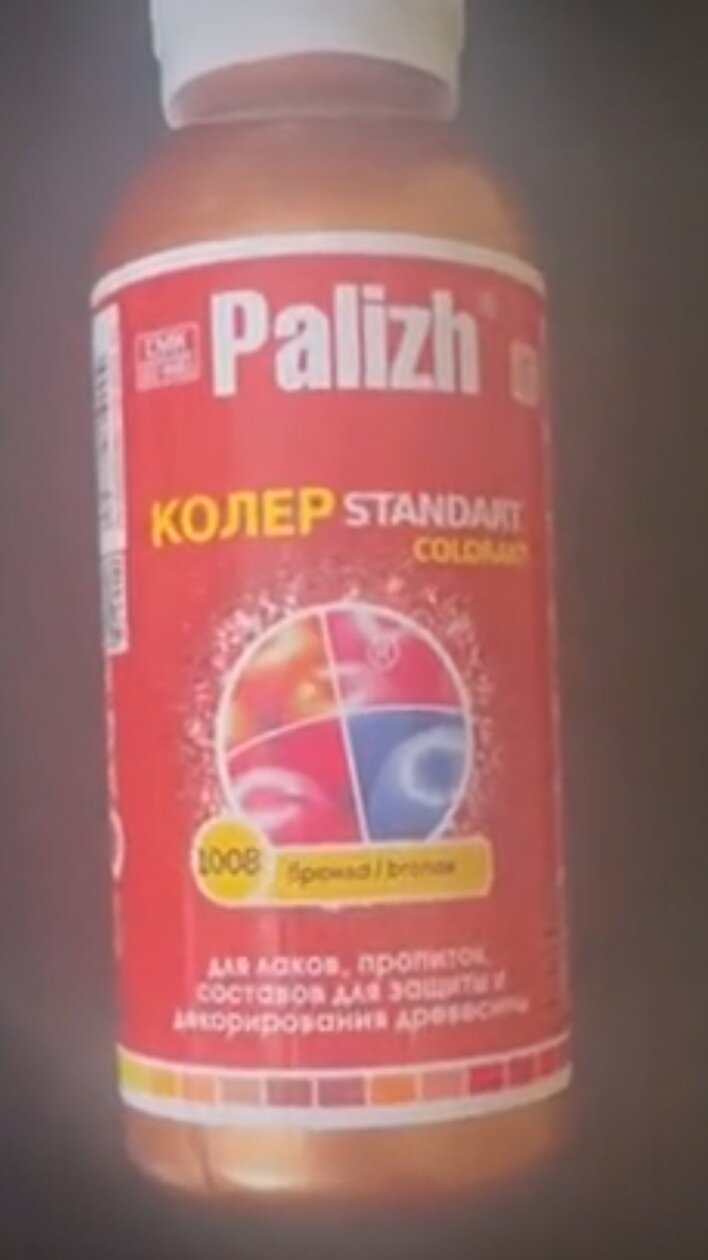 Palizh
КОЛЕР STANDART
COLORANT
1008 бронза / bronze
для лаков, пропиток,
составов для защиты и
декорирования древесины